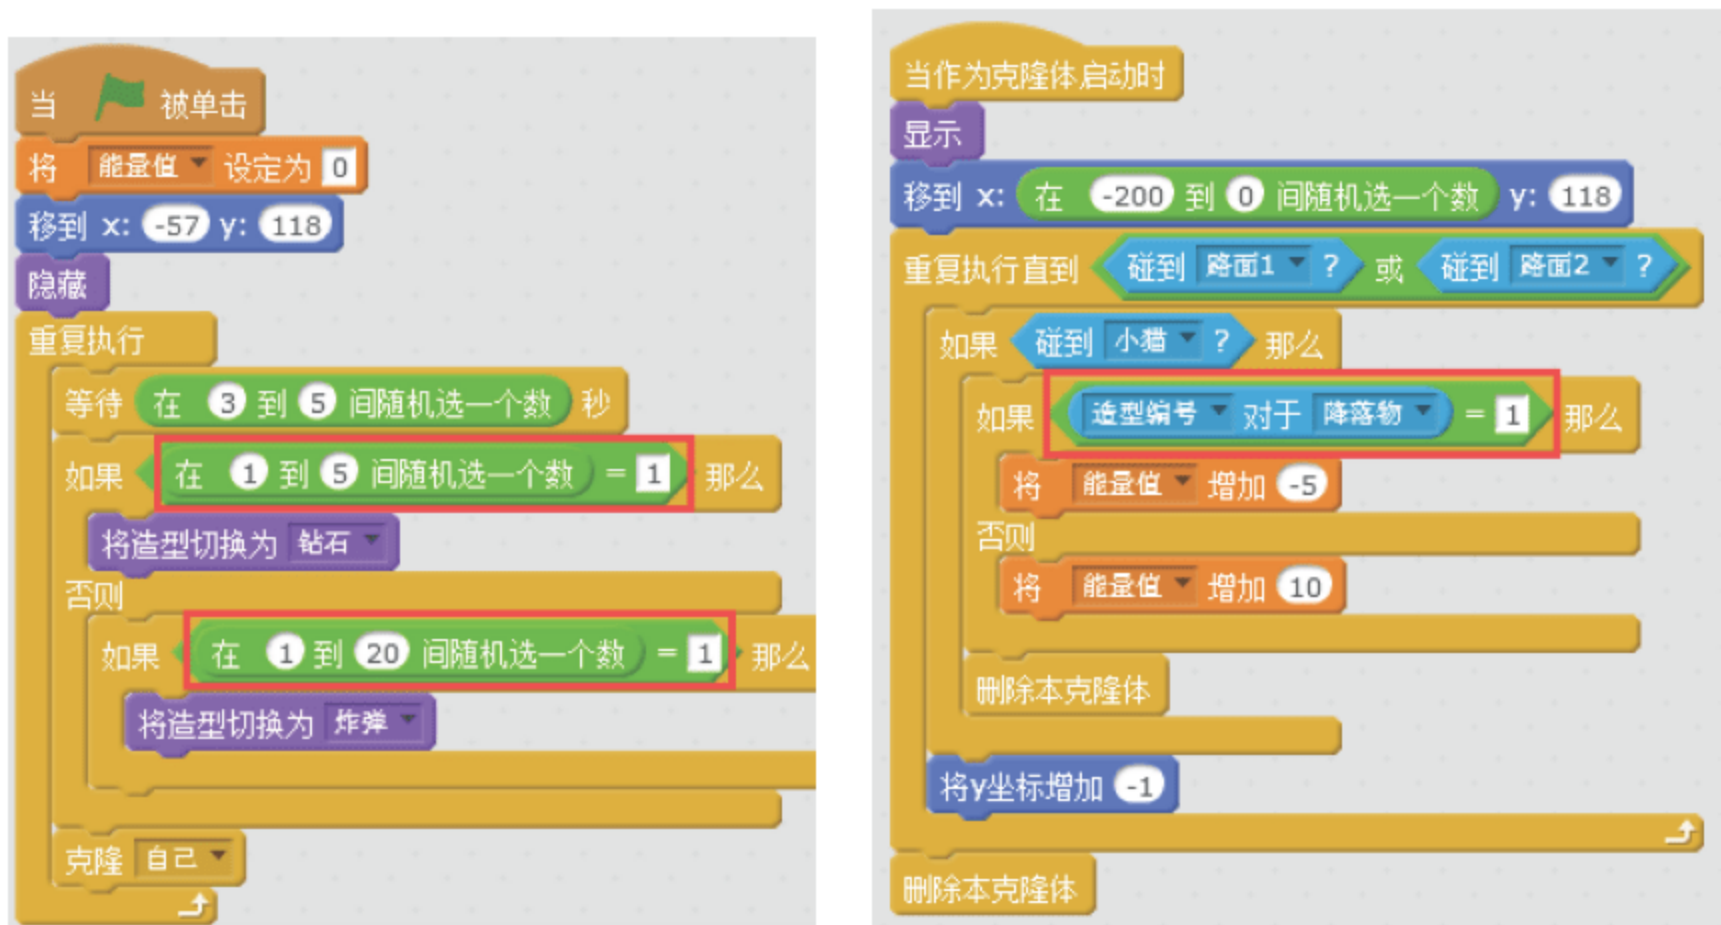 当 被单击
将 能量值 设定为 0
移到 x: -57 y: 118
隐藏
重复执行
等待 在 3 到 5 间随机选一个数 秒
如果 在 1 到 5 间随机选一个数 = 1 那么
将造型切换为 钻石
否则
如果 在 1 到 20 间随机选一个数 = 1 那么
将造型切换为 炸弹
克隆 自己
当作为克隆体启动时
显示
移到 x: 在 -200 到 0 间随机选一个数 y: 118
重复执行直到 碰到 路面1 ? 或 碰到 路面2 ?
如果 碰到 小猫 ? 那么
如果 造型编号 对于 降落物 = 1 那么
将 能量值 增加 -5
否则
将 能量值 增加 10
删除本克隆体
将y坐标增加 -1
删除本克隆体